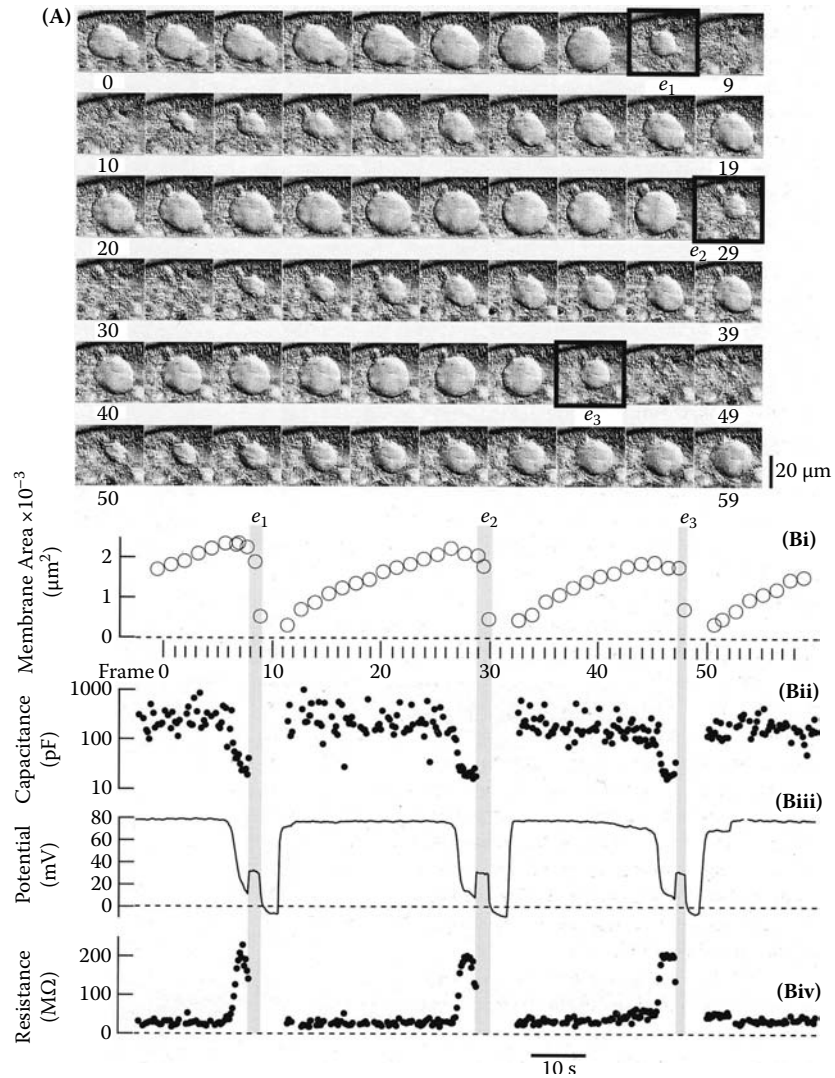 (A)
0
e1
9
10
19
20
e2 29
30
39
40
e3
49
50
59
20 μm
e1
e2
e3
(Bi)
Membrane Area ×10−3
(μm2)
2
1
0
Frame 0
10
20
30
40
50
(Bii)
Capacitance
(pF)
1000
100
10
(Biii)
Potential
(mV)
80
60
40
20
0
(Biv)
Resistance
(MΩ)
200
100
0
10 s